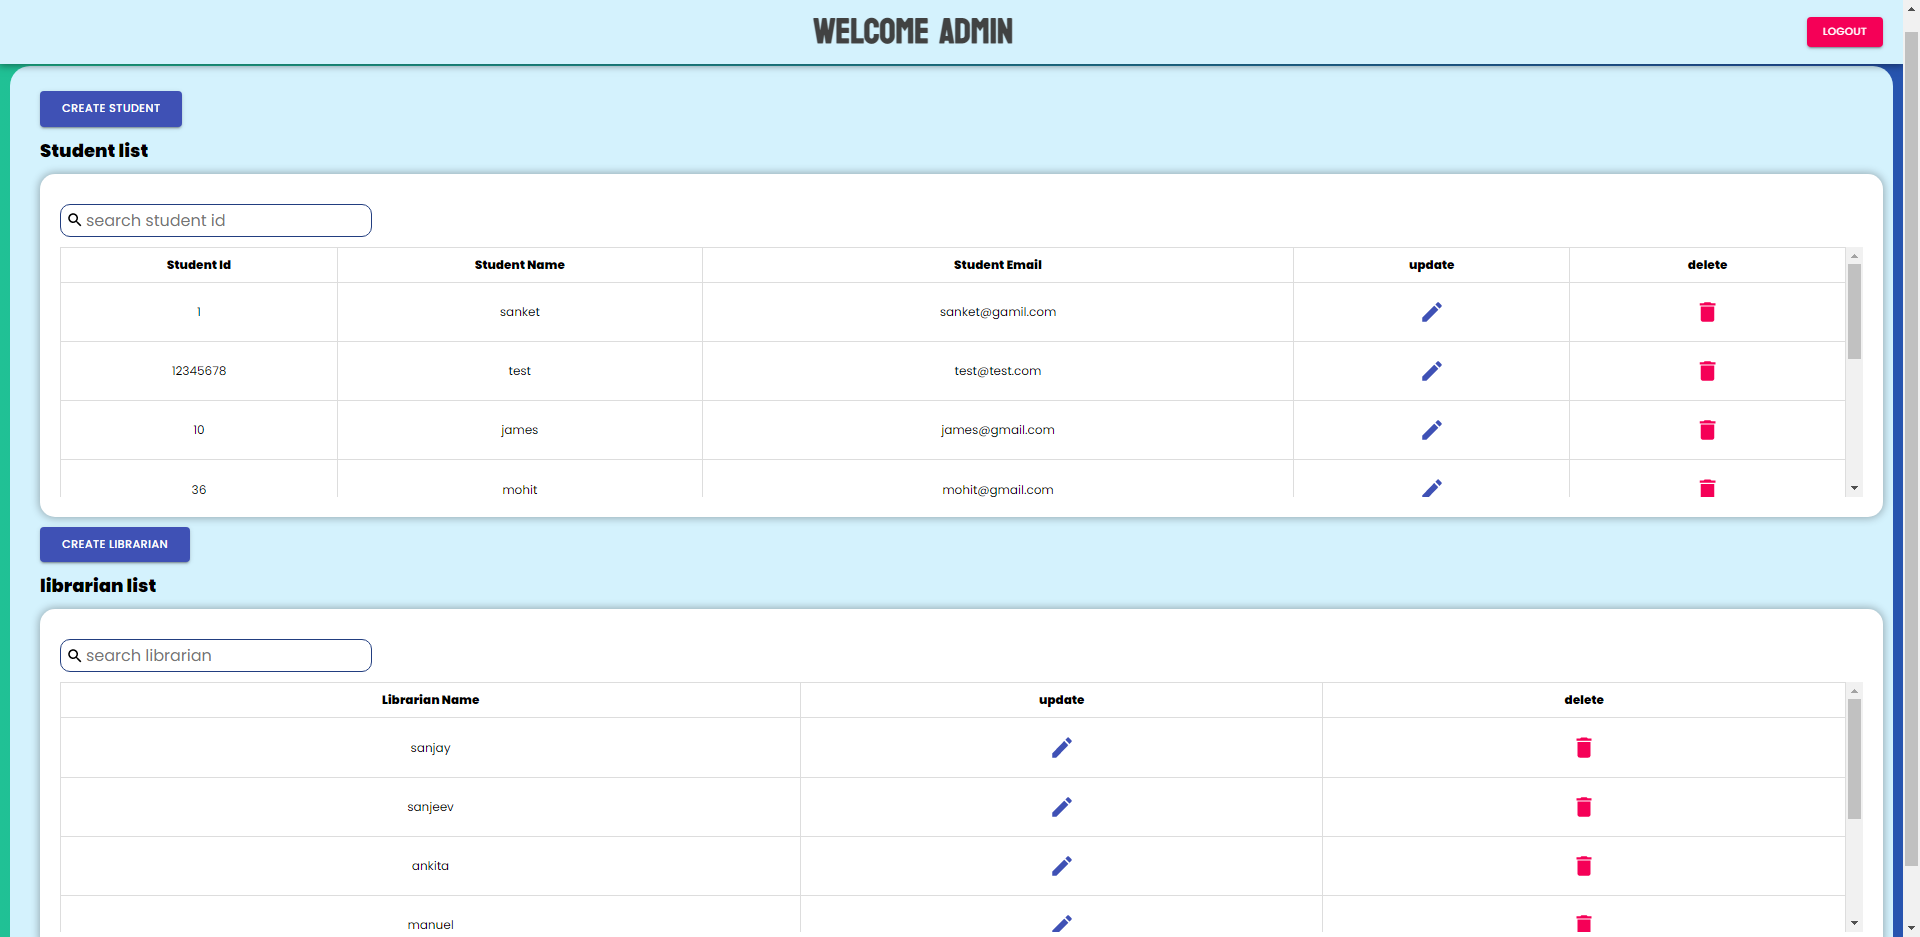 WELCOME ADMIN
LOGOUT
CREATE STUDENT
Student list
search student id
Student Id Student Name Student Email update delete
1 sanket sanket@gamil.com
12345678 test test@test.com
10 james james@gmail.com
36 mohit mohit@gmail.com
CREATE LIBRARIAN
librarian list
search librarian
Librarian Name update delete
sanjay
sanjeev
ankita
manuel